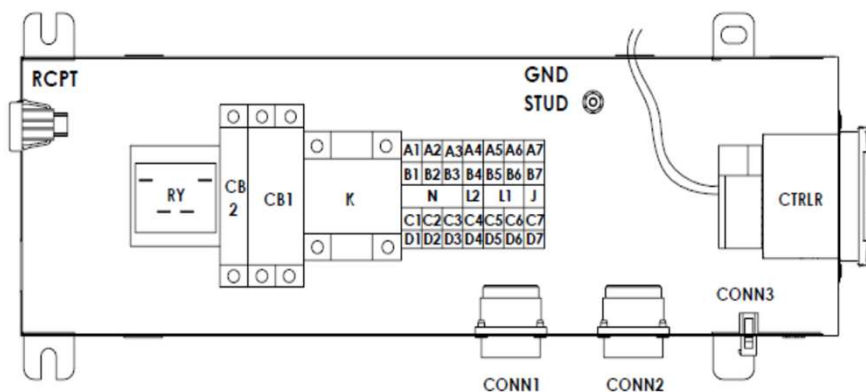 RCPT
GND
STUD
RY
CB
2
CB1
K
A1 A2 A3 A4 A5 A6 A7
B1 B2 B3 B4 B5 B6 B7
N L2 L1 J
C1 C2 C3 C4 C5 C6 C7
D1 D2 D3 D4 D5 D6 D7
CTRLR
CONN3
CONN1
CONN2